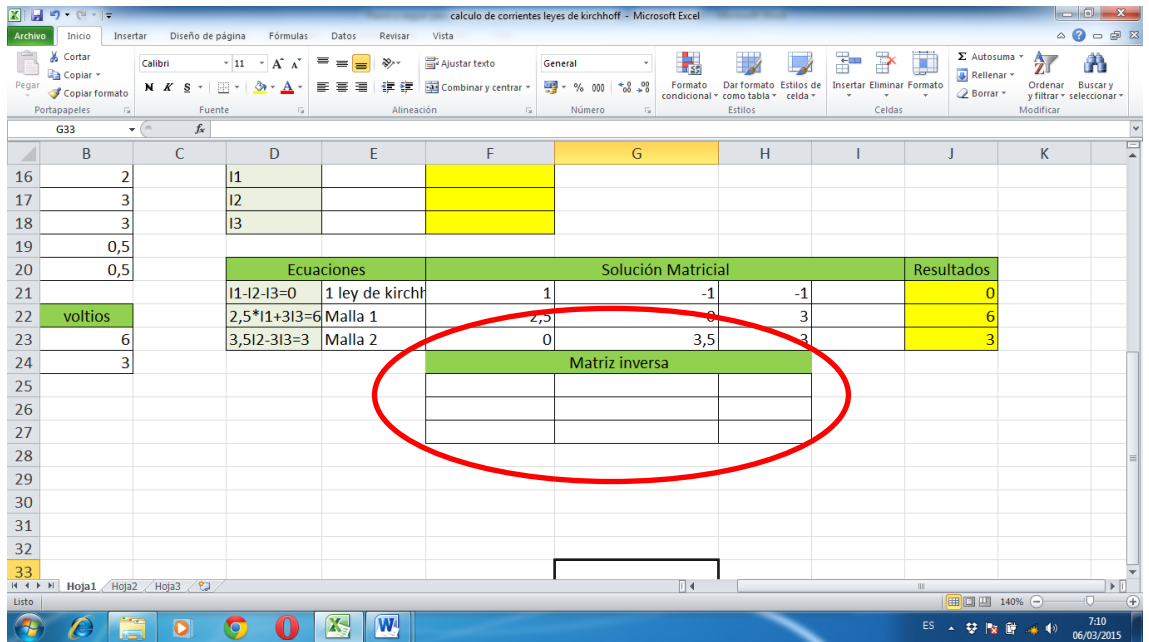 calculo de corrientes leyes de kirchhoff - Microsoft Excel
Archivo Inicio Insertar Diseño de página Fórmulas Datos Revisar Vista
Pegar
Cortar
Copiar
Copiar formato
Portapapeles
Calibri 11
N K S
Fuente
Ajustar texto
Combinar y centrar
Alineación
General
% 000
Número
Formato condicional
Dar formato como tabla
Estilos de celda
Estilos
Insertar Eliminar Formato
Celdas
Σ Autosuma
Rellenar
Borrar
Ordenar y filtrar
Buscar y seleccionar
Modificar
G33 fx
B C D E F G H I J K
16 2 I1
17 3 I2
18 3 I3
19 0,5
20 0,5 Ecuaciones Solución Matricial Resultados
21 I1-I2-I3=0 1 ley de kirchh 1 -1 -1 0
22 voltios 2,5*I1+3I3=6 Malla 1 2,5 0 3 6
23 6 3,5I2-3I3=3 Malla 2 0 3,5 -3 3
24 3 Matriz inversa
25
26
27
28
29
30
31
32
33
Hoja1 Hoja2 Hoja3
Listo 140%
ES 7:10
06/03/2015